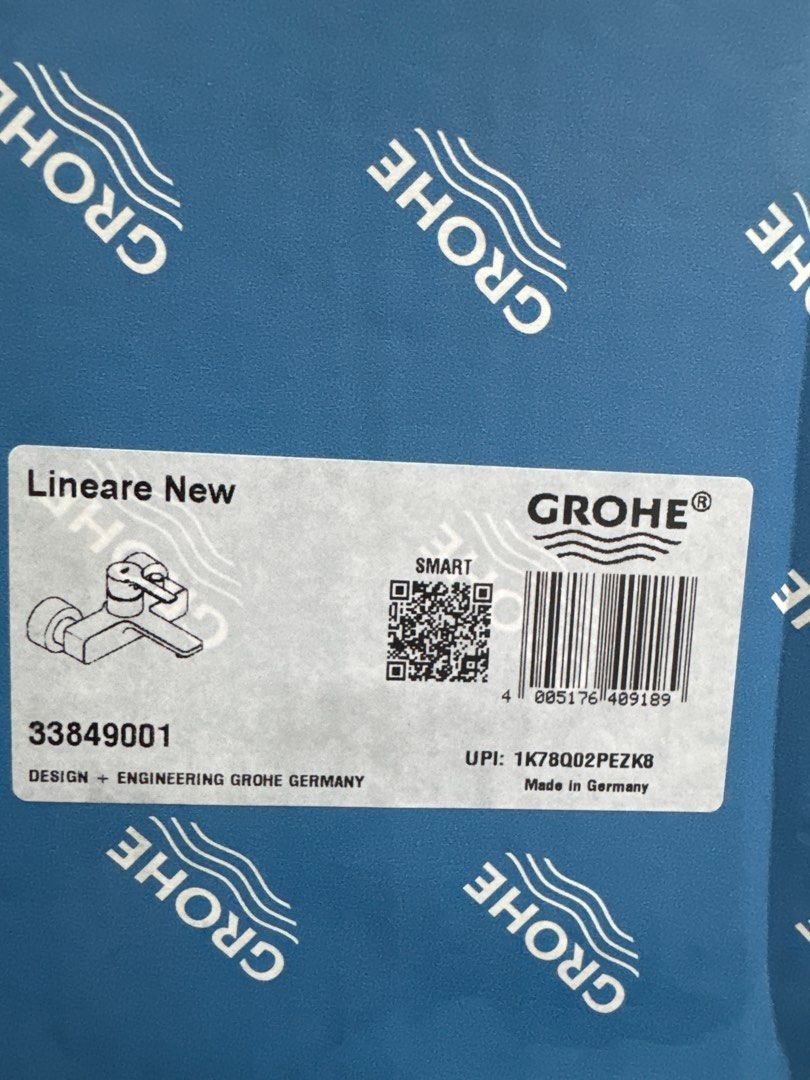 GROHE
GROHE
HE
Lineare New
GROHE®
SMART
4 005176 409189
33849001
UPI: 1K78Q02PEZK8
DESIGN + ENGINEERING GROHE GERMANY
Made in Germany
GROHE
GROHE